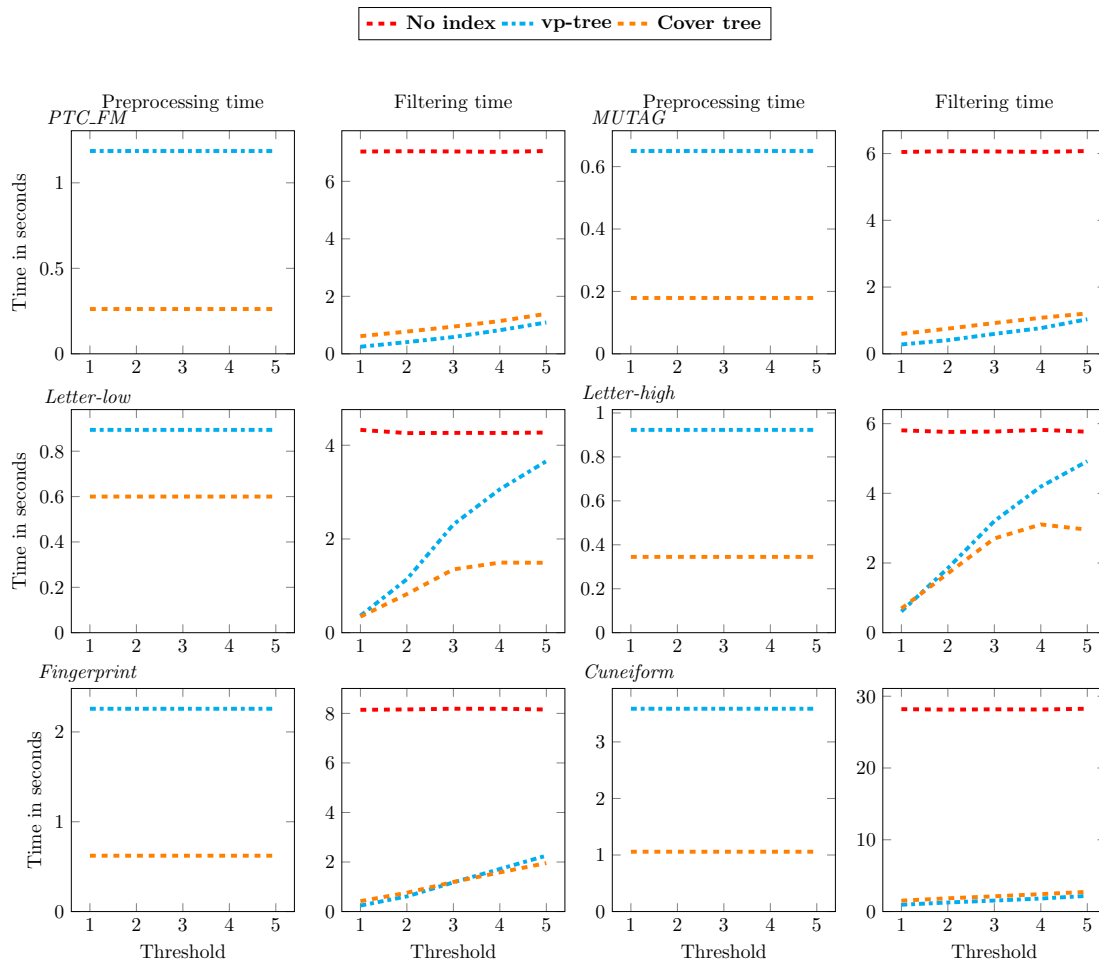 No index vp-tree Cover tree
Preprocessing time Filtering time Preprocessing time Filtering time
PTC_FM MUTAG
Time in seconds
1
0.5
0
1 2 3 4 5
6
4
2
0
1 2 3 4 5
0.6
0.4
0.2
0
1 2 3 4 5
6
4
2
0
1 2 3 4 5
Letter-low Letter-high
Time in seconds
0.8
0.6
0.4
0.2
0
1 2 3 4 5
4
2
0
1 2 3 4 5
1
0.8
0.6
0.4
0.2
0
1 2 3 4 5
6
4
2
0
1 2 3 4 5
Fingerprint Cuneiform
Time in seconds
2
1
0
1 2 3 4 5
8
6
4
2
0
1 2 3 4 5
3
2
1
0
1 2 3 4 5
30
20
10
0
1 2 3 4 5
Threshold Threshold Threshold Threshold